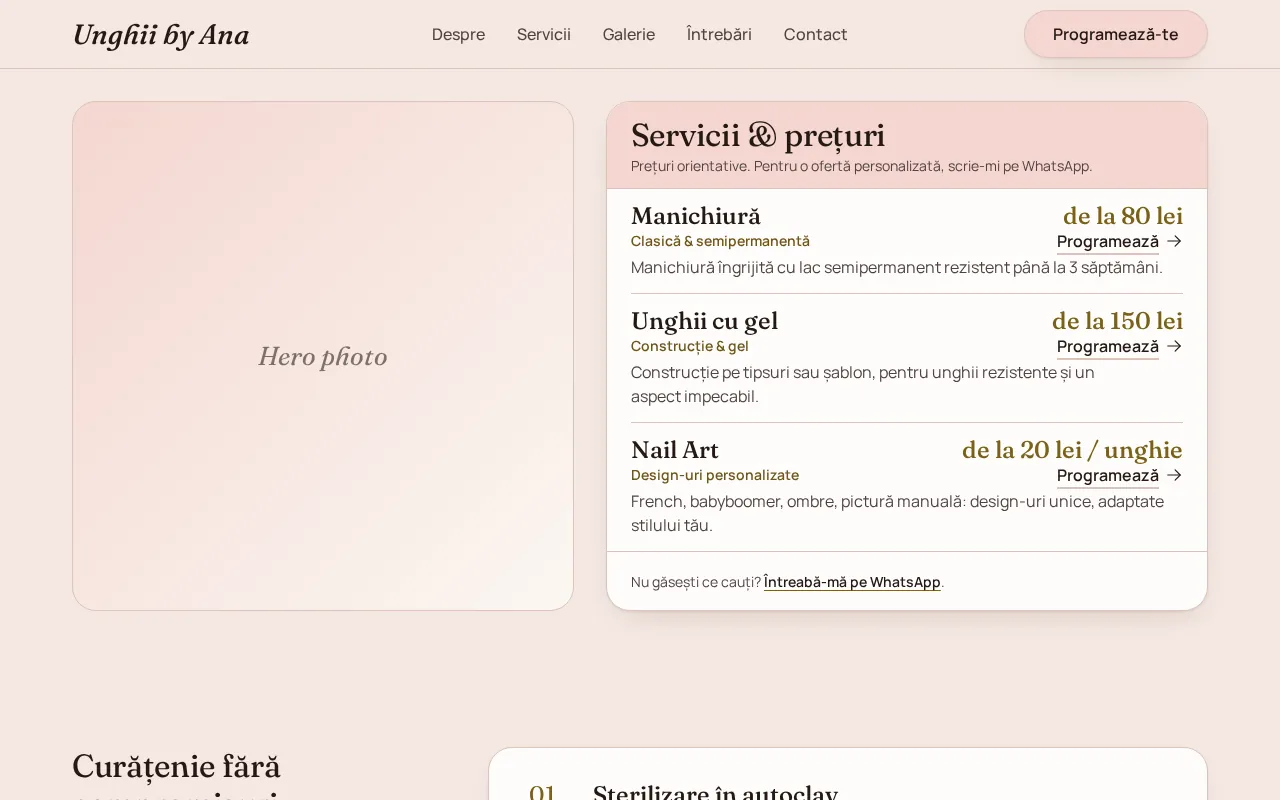 Unghii by Ana
Despre
Servicii
Galerie
Întrebări
Contact
Programează-te
Hero photo
Servicii & prețuri
Prețuri orientative. Pentru o ofertă personalizată, scrie-mi pe WhatsApp.
Manichiură
de la 80 lei
Clasică & semipermanentă
Programează →
Manichiură îngrijită cu lac semipermanent rezistent până la 3 săptămâni.
Unghii cu gel
de la 150 lei
Construcție & gel
Programează →
Construcție pe tipsuri sau șablon, pentru unghii rezistente și un
aspect impecabil.
Nail Art
de la 20 lei / unghie
Design-uri personalizate
Programează →
French, babyboomer, ombre, pictură manuală: design-uri unice, adaptate
stilului tău.
Nu găsești ce cauți? Întreabă-mă pe WhatsApp.
Curățenie fără
01
Sterilizare în autoclav